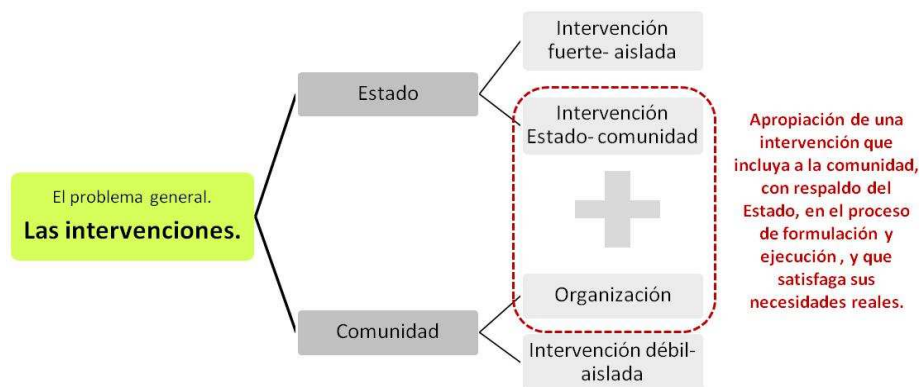 El problema general.
Las intervenciones.
Estado
Comunidad
Intervención
fuerte- aislada
Intervención
Estado- comunidad
Organización
Intervención débil-
aislada
Apropiación de una
intervención que
incluya a la comunidad,
con respaldo del
Estado, en el proceso
de formulación y
ejecución , y que
satisfaga sus
necesidades reales.